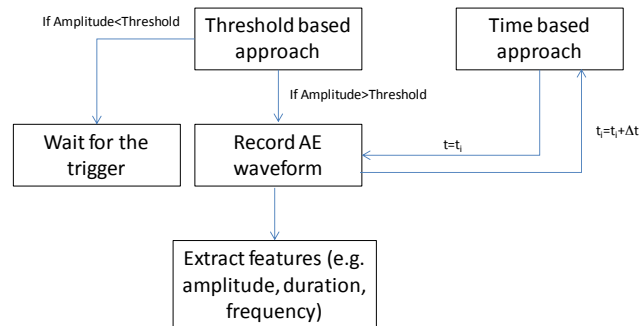 If Amplitude<Threshold
Threshold based
approach
Time based
approach
If Amplitude>Threshold
Wait for the
trigger
Record AE
waveform
t=tᵢ
tᵢ=tᵢ+Δt
Extract features (e.g.
amplitude, duration,
frequency)